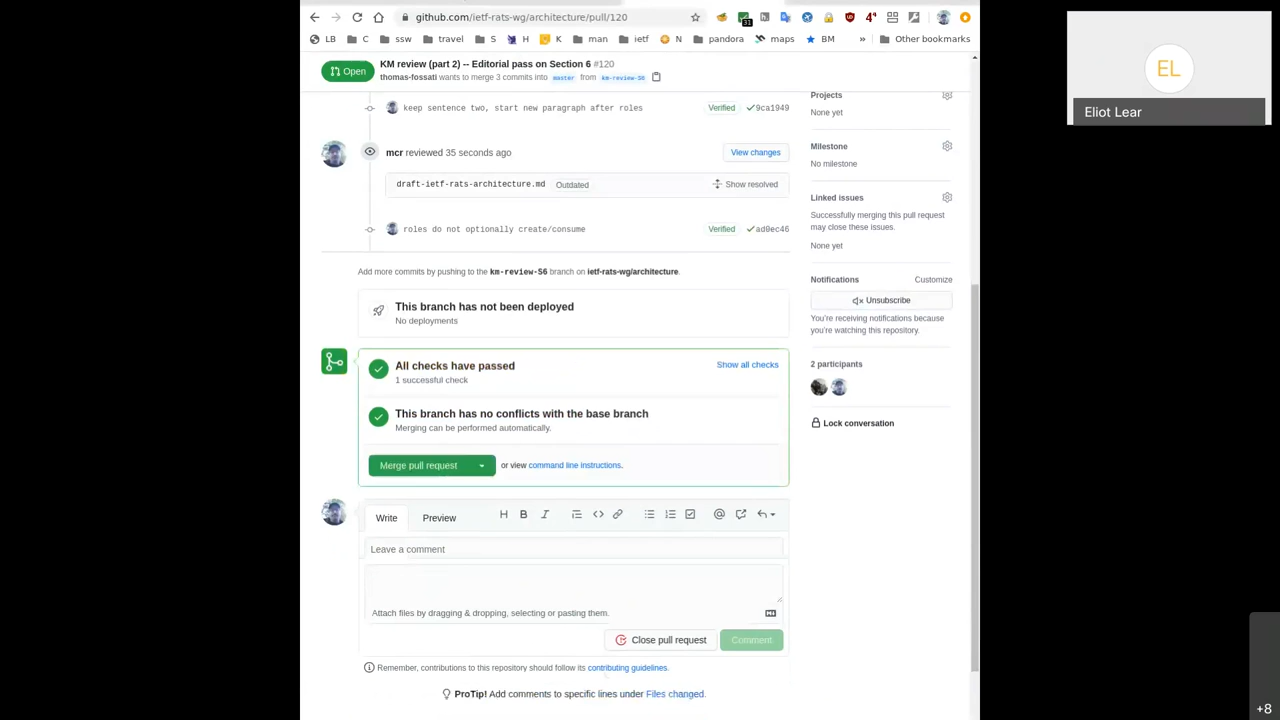 github.com/ietf-rats-wg/architecture/pull/120
31
4*
LB C ssw travel S H K man ietf N pandora maps BM » Other bookmarks
Open
KM review (part 2) -- Editorial pass on Section 6 #120
thomas-fossati wants to merge 3 commits into master from km-review-S6
keep sentence two, start new paragraph after roles Verified 9ca1949
mcr reviewed 35 seconds ago View changes
draft-ietf-rats-architecture.md Outdated Show resolved
roles do not optionally create/consume Verified ad0ec46
Add more commits by pushing to the km-review-S6 branch on ietf-rats-wg/architecture.
This branch has not been deployed
No deployments
All checks have passed Show all checks
1 successful check
This branch has no conflicts with the base branch
Merging can be performed automatically.
Merge pull request or view command line instructions.
Write Preview H B I
Leave a comment
Attach files by dragging & dropping, selecting or pasting them.
Close pull request Comment
Remember, contributions to this repository should follow its contributing guidelines.
ProTip! Add comments to specific lines under Files changed.
Projects
None yet
Milestone
No milestone
Linked issues
Successfully merging this pull request
may close these issues.
None yet
Notifications Customize
Unsubscribe
You're receiving notifications because
you're watching this repository.
2 participants
Lock conversation
EL
Eliot Lear
+8